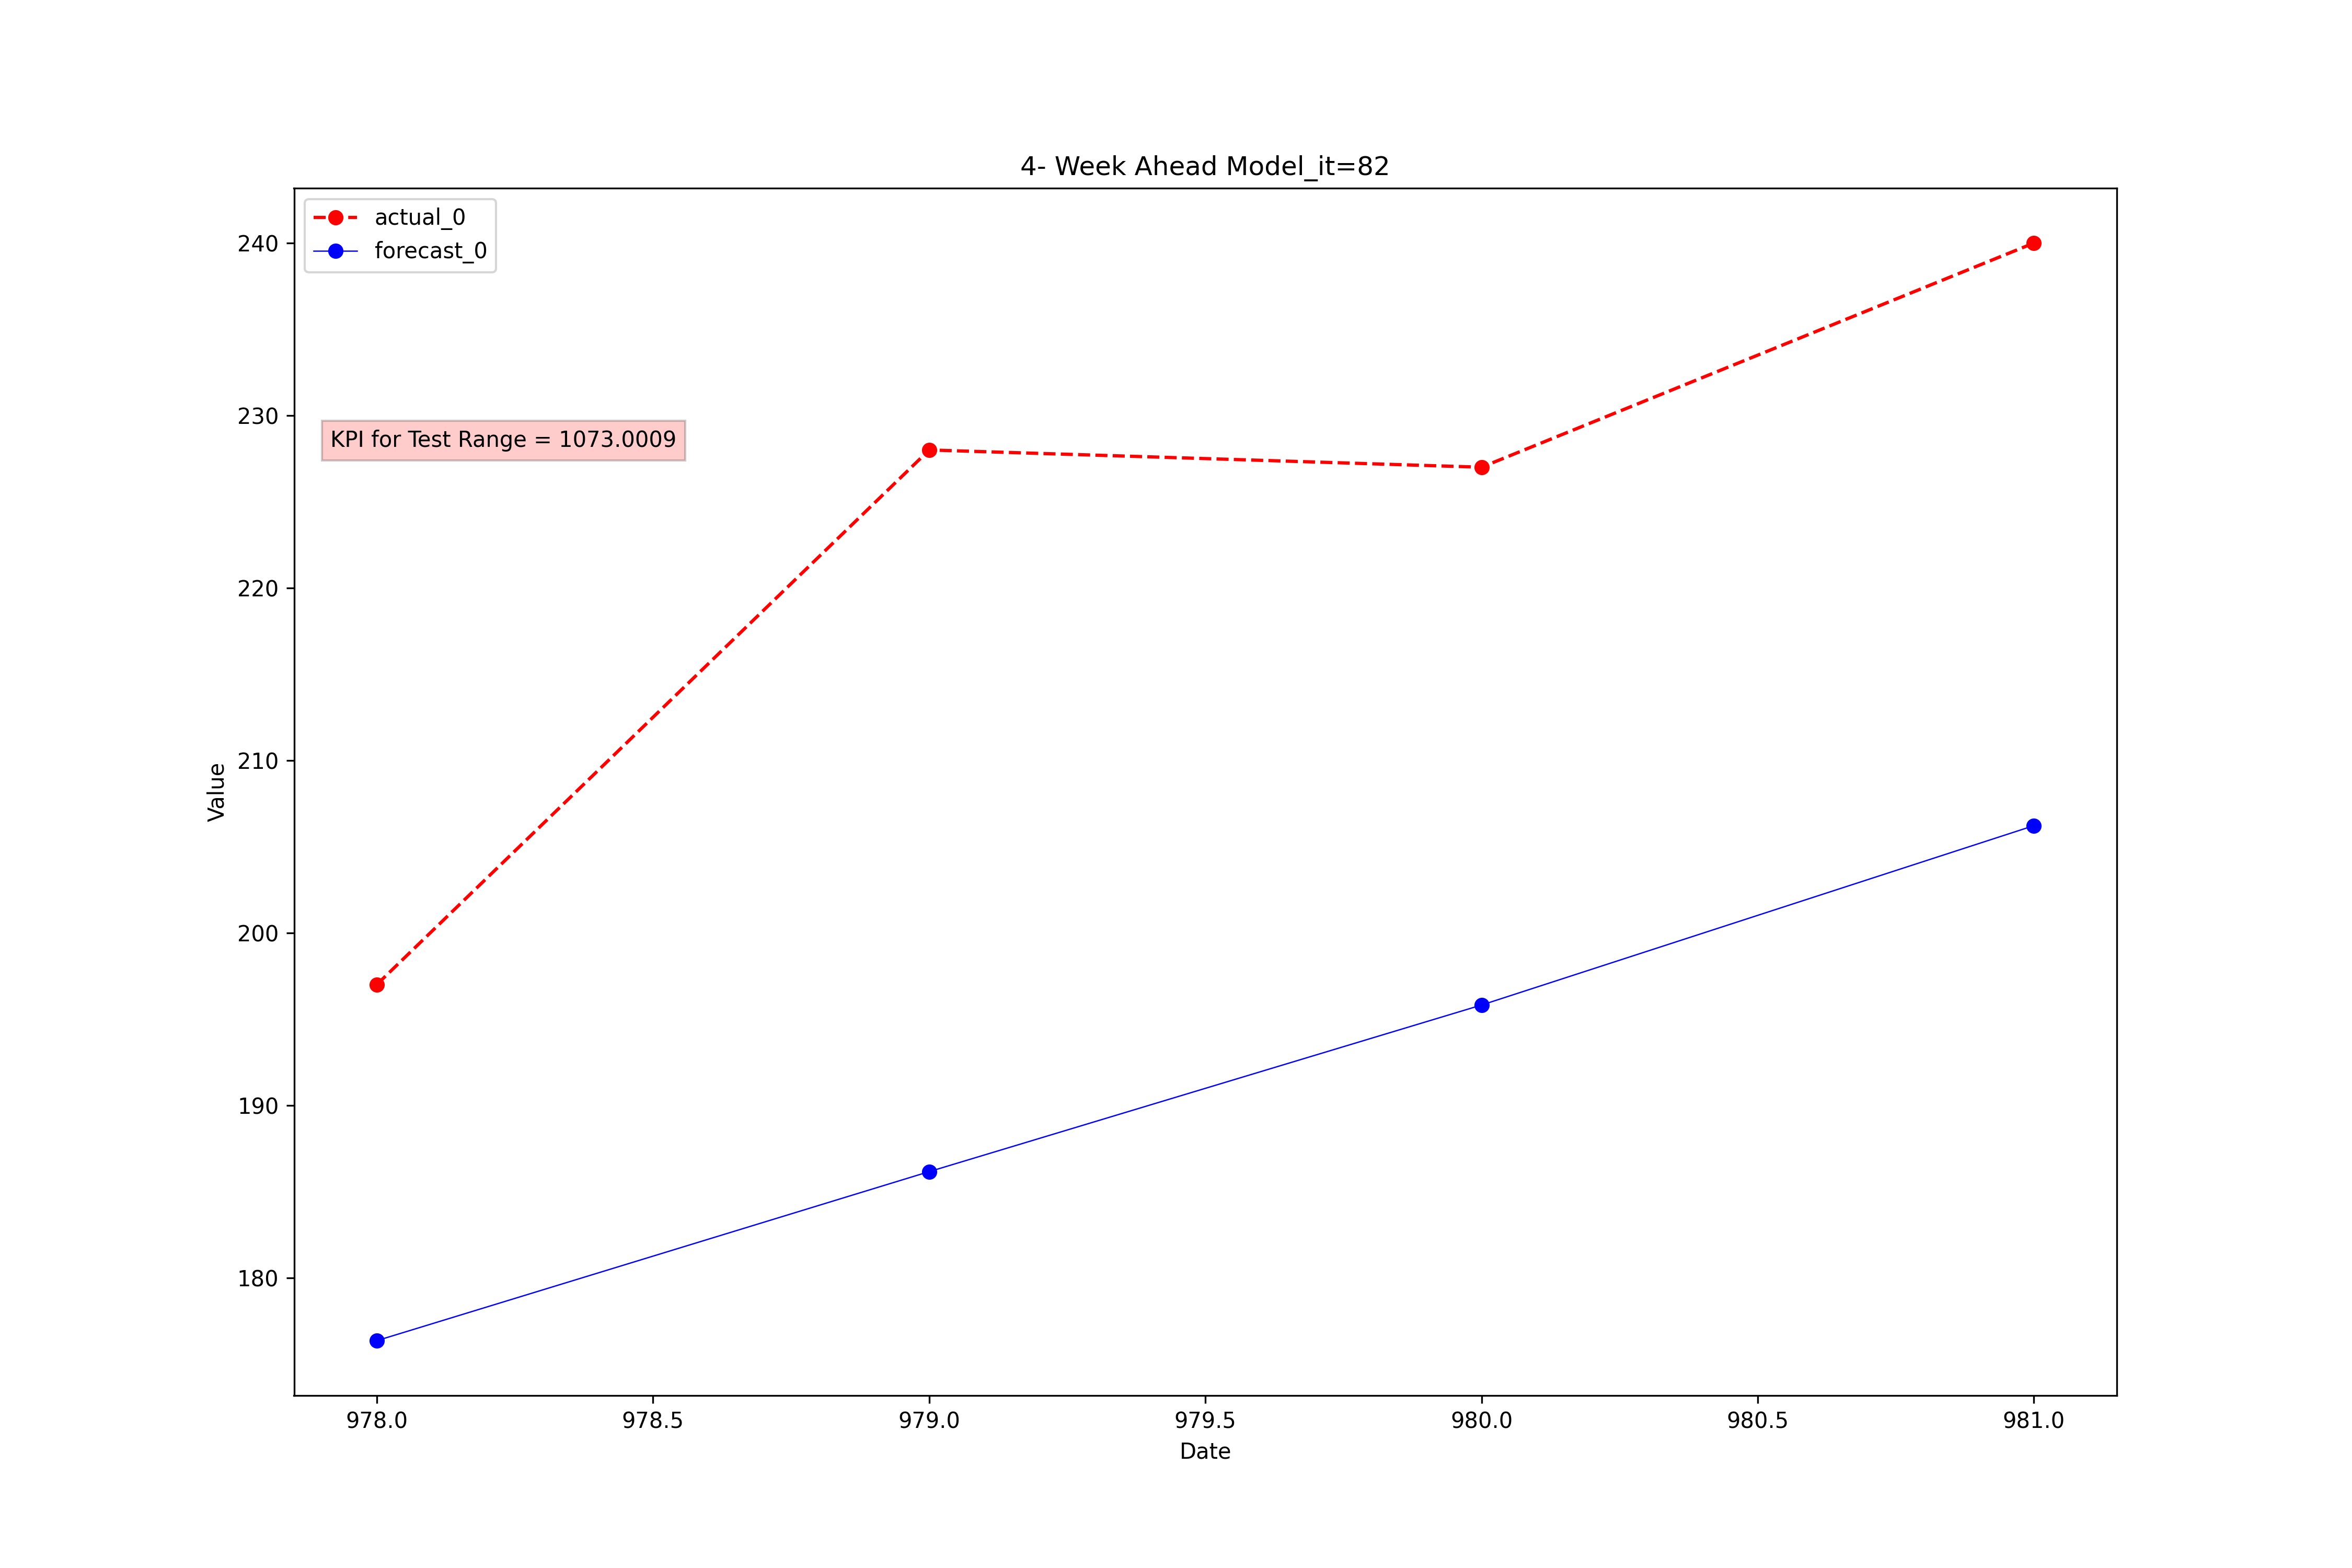 4- Week Ahead Model_it=82
actual_0
forecast_0
KPI for Test Range = 1073.0009
240
230
220
210
200
190
180
Value
978.0 978.5 979.0 979.5 980.0 980.5 981.0
Date